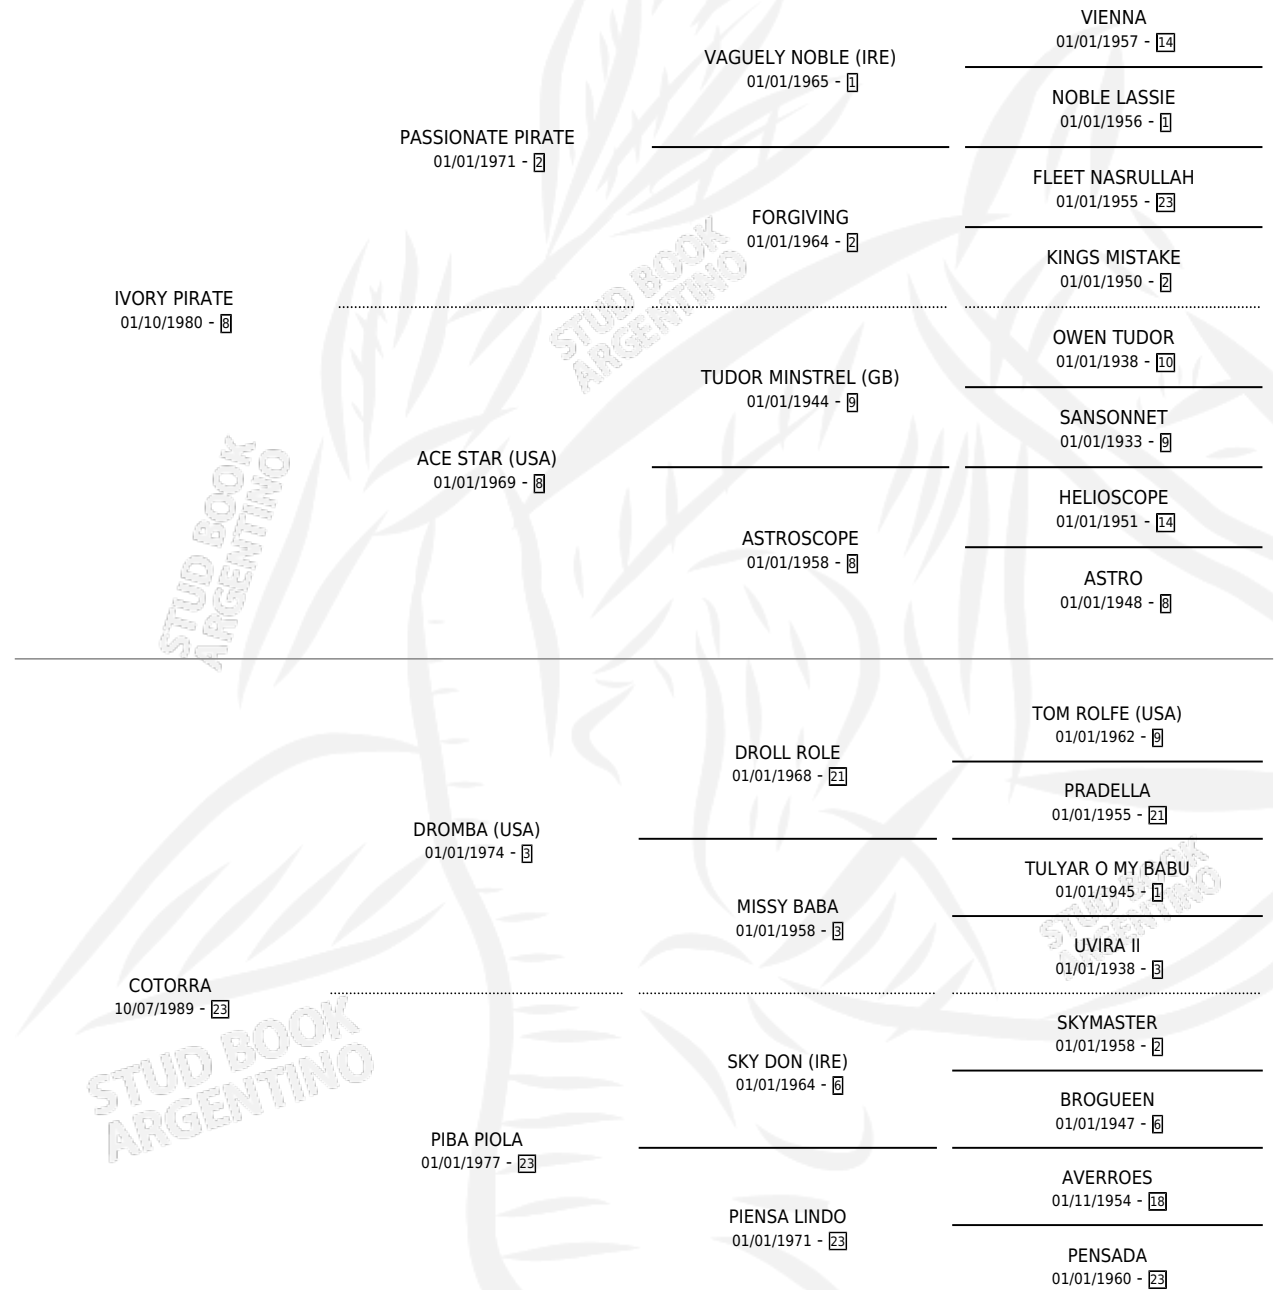 VIENNA
01/01/1957 - 14
VAGUELY NOBLE (IRE)
01/01/1965 - 1
NOBLE LASSIE
01/01/1956 - 1
PASSIONATE PIRATE
01/01/1971 - 2
FLEET NASRULLAH
01/01/1955 - 23
FORGIVING
01/01/1964 - 2
KINGS MISTAKE
01/01/1950 - 2
IVORY PIRATE
01/10/1980 - 8
OWEN TUDOR
01/01/1938 - 10
TUDOR MINSTREL (GB)
01/01/1944 - 9
SANSONNET
01/01/1933 - 9
ACE STAR (USA)
01/01/1969 - 8
HELIOSCOPE
01/01/1951 - 14
ASTROSCOPE
01/01/1958 - 8
ASTRO
01/01/1948 - 8
TOM ROLFE (USA)
01/01/1962 - 9
DROLL ROLE
01/01/1968 - 21
PRADELLA
01/01/1955 - 21
DROMBA (USA)
01/01/1974 - 3
TULYAR O MY BABU
01/01/1945 - 1
MISSY BABA
01/01/1958 - 3
UVIRA II
01/01/1938 - 3
COTORRA
10/07/1989 - 23
SKYMASTER
01/01/1958 - 2
SKY DON (IRE)
01/01/1964 - 6
BROGUEEN
01/01/1947 - 6
PIBA PIOLA
01/01/1977 - 23
AVERROES
01/11/1954 - 18
PIENSA LINDO
01/01/1971 - 23
PENSADA
01/01/1960 - 23
STUD BOOK
ARGENTINO
STUD BOOK
ARGENTINO
STUD BOOK
ARGENTINO
STUD BOOK
ARGENTINO